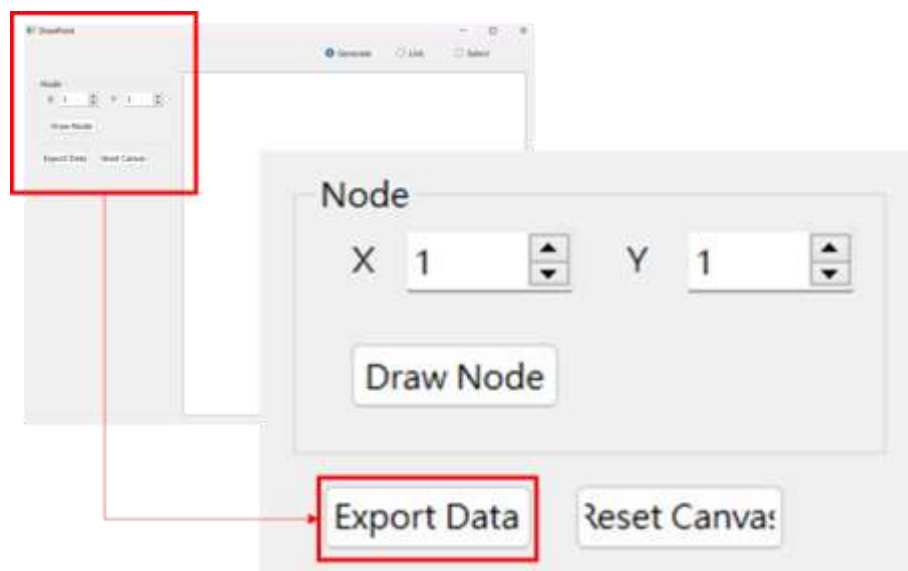 DrawPoint
Generate Link Select
Node
X 1 Y 1
Draw Node
Export Data Reset Canvas
Node
X 1 Y 1
Draw Node
Export Data Reset Canvas